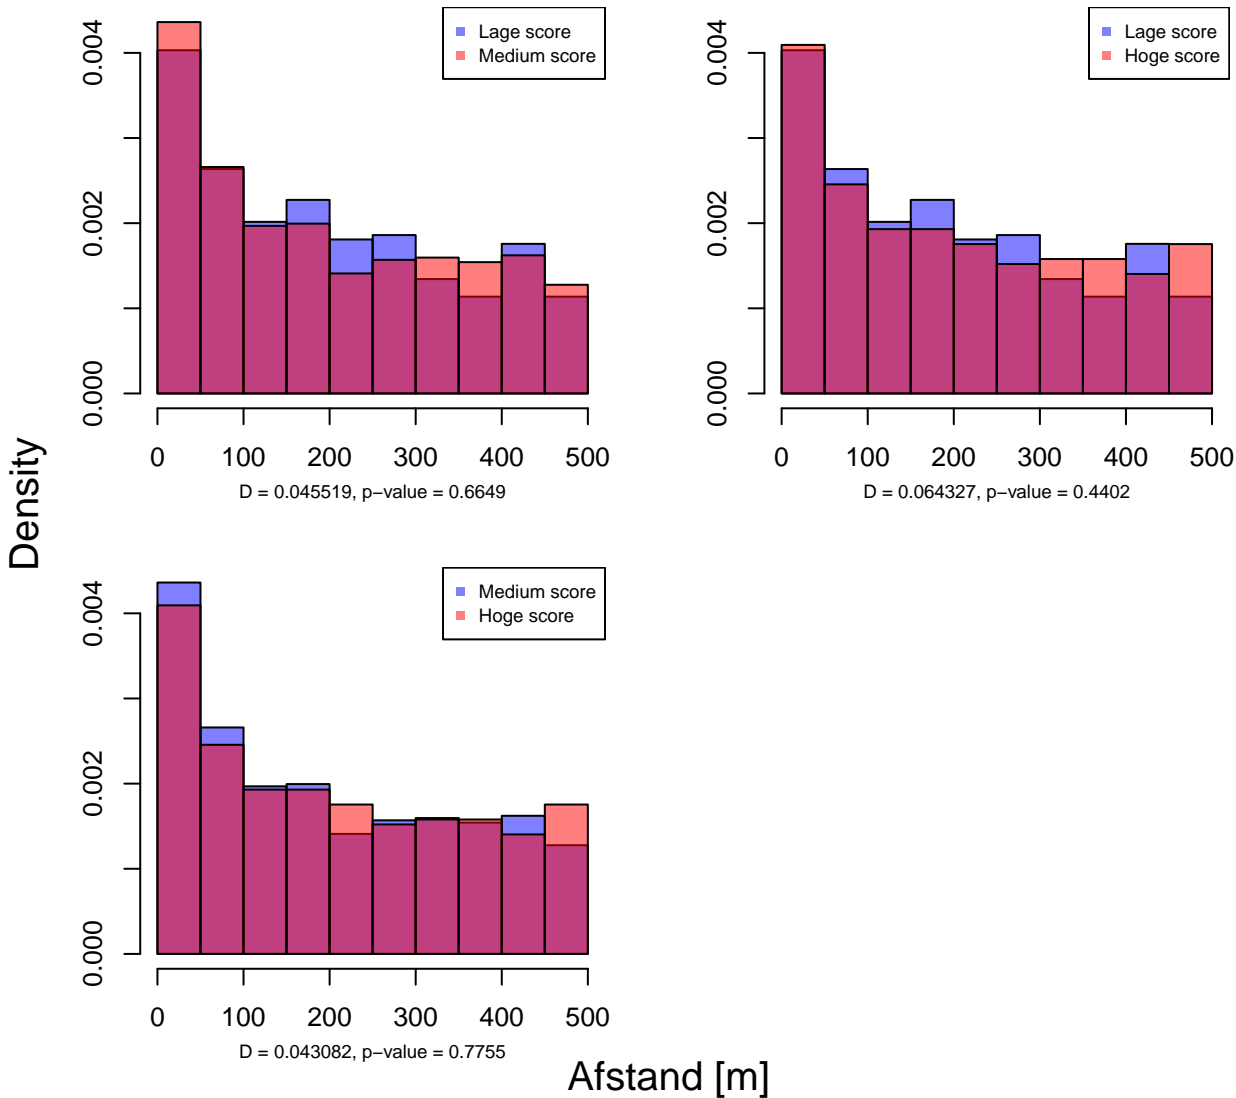 Lage score
Medium score
0.000
0.002
0.004
0 100 200 300 400 500
D = 0.045519, p−value = 0.6649
Lage score
Hoge score
0.000
0.002
0.004
0 100 200 300 400 500
D = 0.064327, p−value = 0.4402
Density
Medium score
Hoge score
0.000
0.002
0.004
0 100 200 300 400 500
D = 0.043082, p−value = 0.7755
Afstand [m]